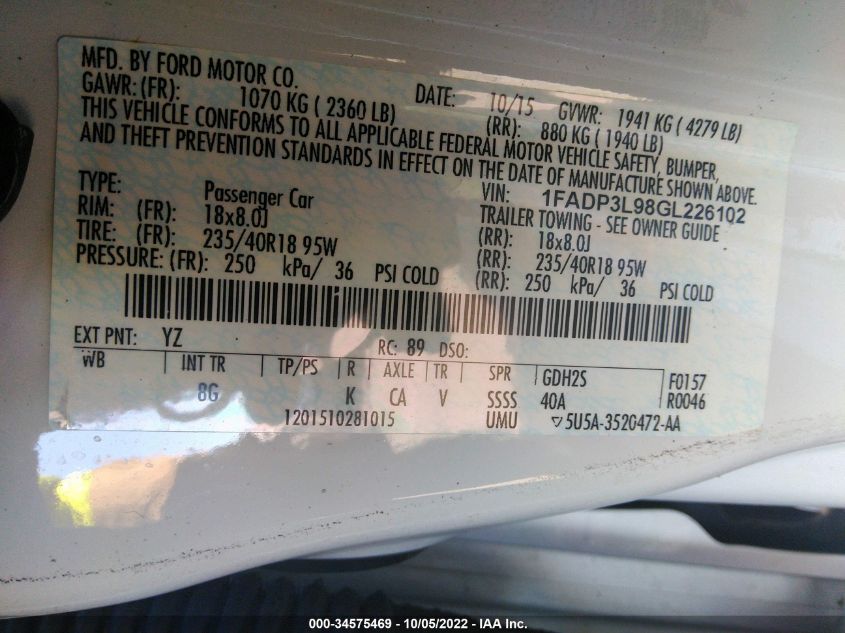 MFD. BY FORD MOTOR CO.
DATE: 10/15 GVWR: 1941 KG ( 4279 LB)
GAWR: (FR): 1070 KG ( 2360 LB) (RR): 880 KG ( 1940 LB)
THIS VEHICLE CONFORMS TO ALL APPLICABLE FEDERAL MOTOR VEHICLE SAFETY, BUMPER,
AND THEFT PREVENTION STANDARDS IN EFFECT ON THE DATE OF MANUFACTURE SHOWN ABOVE.
VIN: 1FADP3L98GL226102
TYPE: Passenger Car TRAILER TOWING - SEE OWNER GUIDE
RIM: (FR): 18x8.0J (RR): 18x8.0J
TIRE: (FR): 235/40R18 95W (RR): 235/40R18 95W
PRESSURE: (FR): 250 kPa/ 36 PSI COLD (RR): 250 kPa/ 36 PSI COLD
EXT PNT: YZ RC: 89 DSO:
WB INT TR TP/PS R AXLE TR SPR GDH2S F0157
8G K CA V SSSS 40A R0046
1201510281015 UMU ▽5U5A-3520472-AA
000-34575469 - 10/05/2022 - IAA Inc.